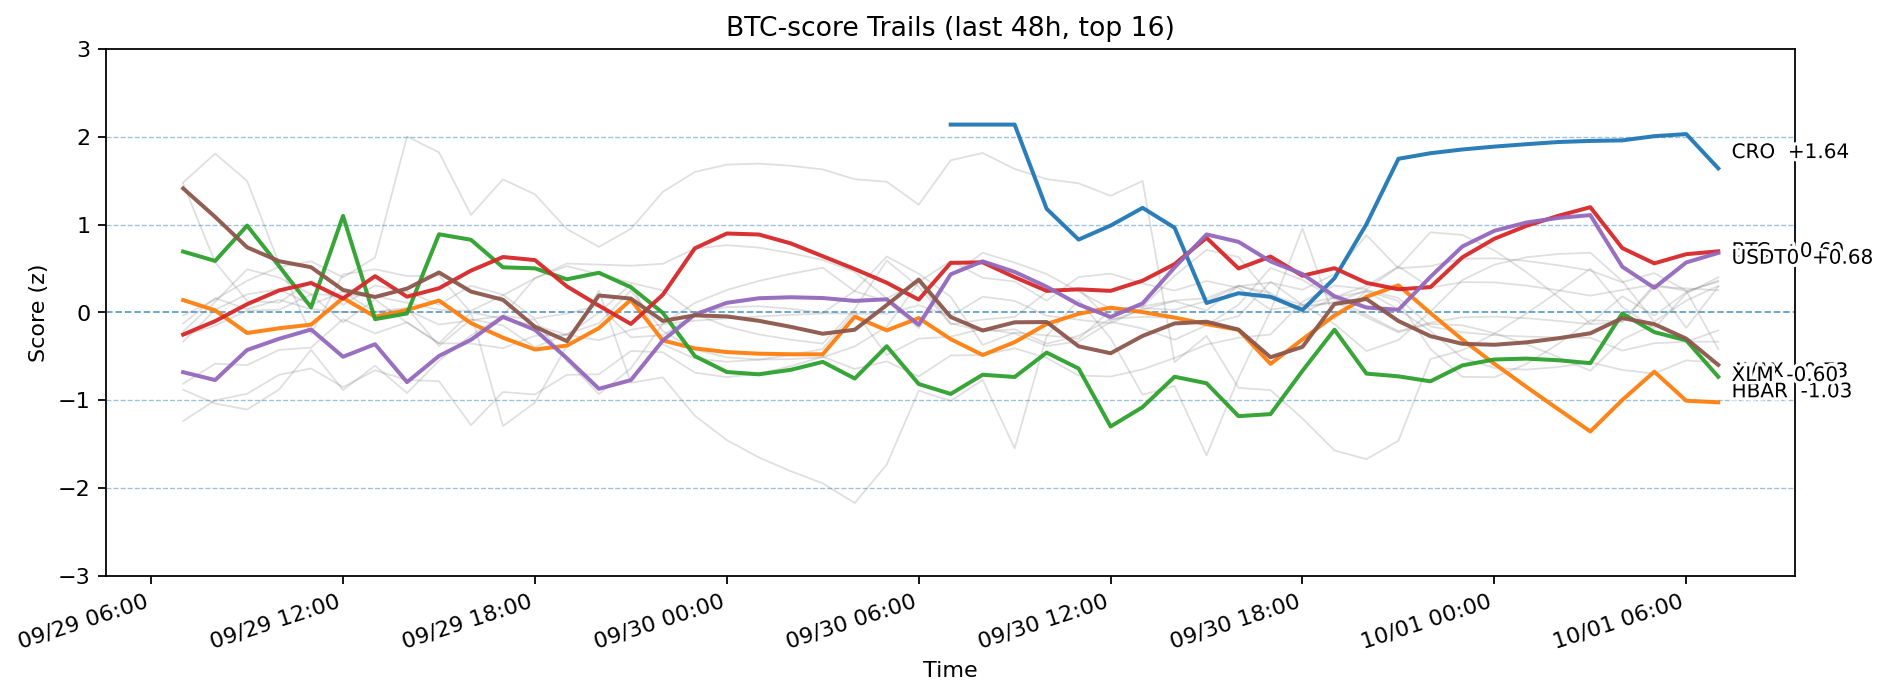 BTC-score Trails (last 48h, top 16)
3
2
1
0
−1
−2
−3
Score (z)
CRO +1.64
USDT0 +0.68
XLM -0.60
HBAR -1.03
09/29 06:00
09/29 12:00
09/29 18:00
09/30 00:00
09/30 06:00
09/30 12:00
09/30 18:00
10/01 00:00
10/01 06:00
Time